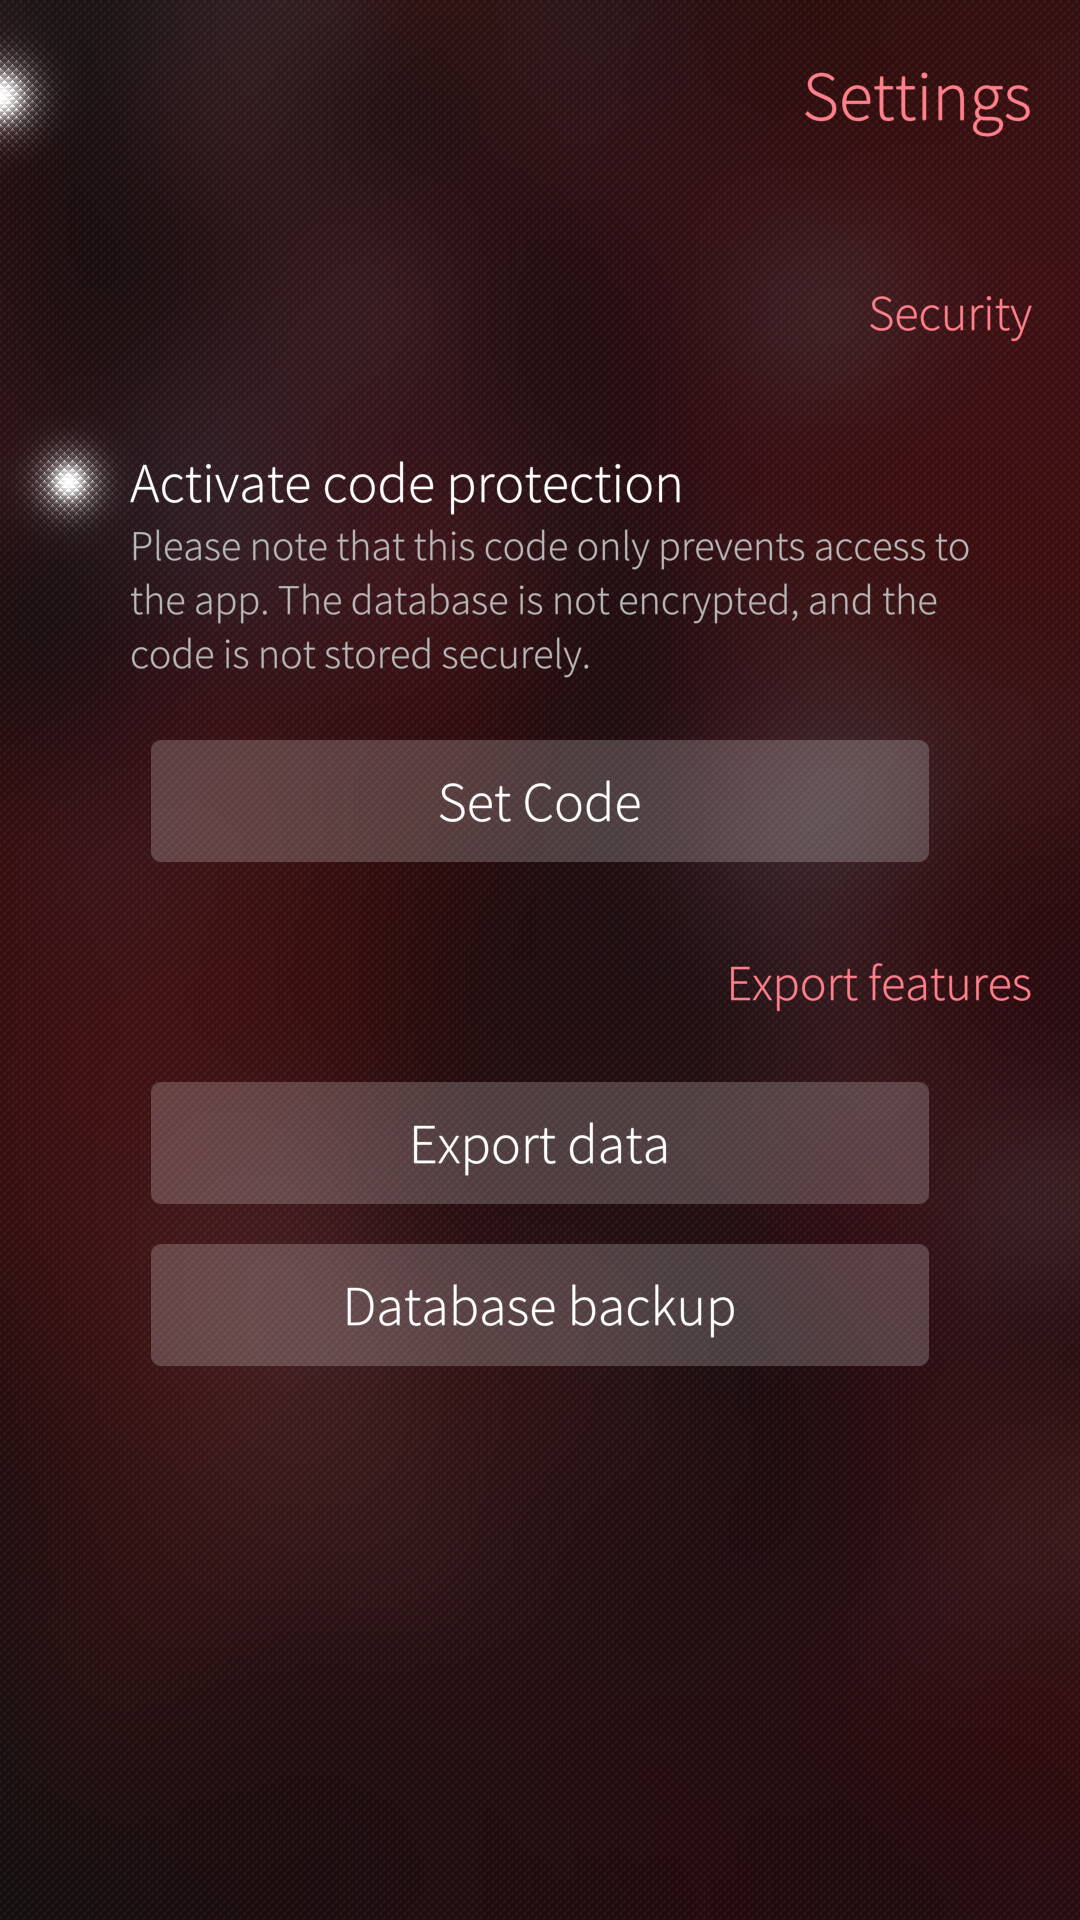 Settings
Security
Activate code protection
Please note that this code only prevents access to
the app. The database is not encrypted, and the
code is not stored securely.
Set Code
Export features
Export data
Database backup